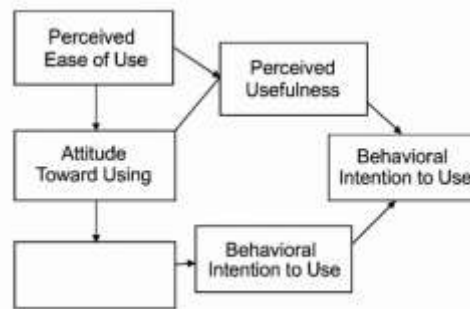 Perceived
Ease of Use
Perceived
Usefulness
Attitude
Toward Using
Behavioral
Intention to Use
Behavioral
Intention to Use